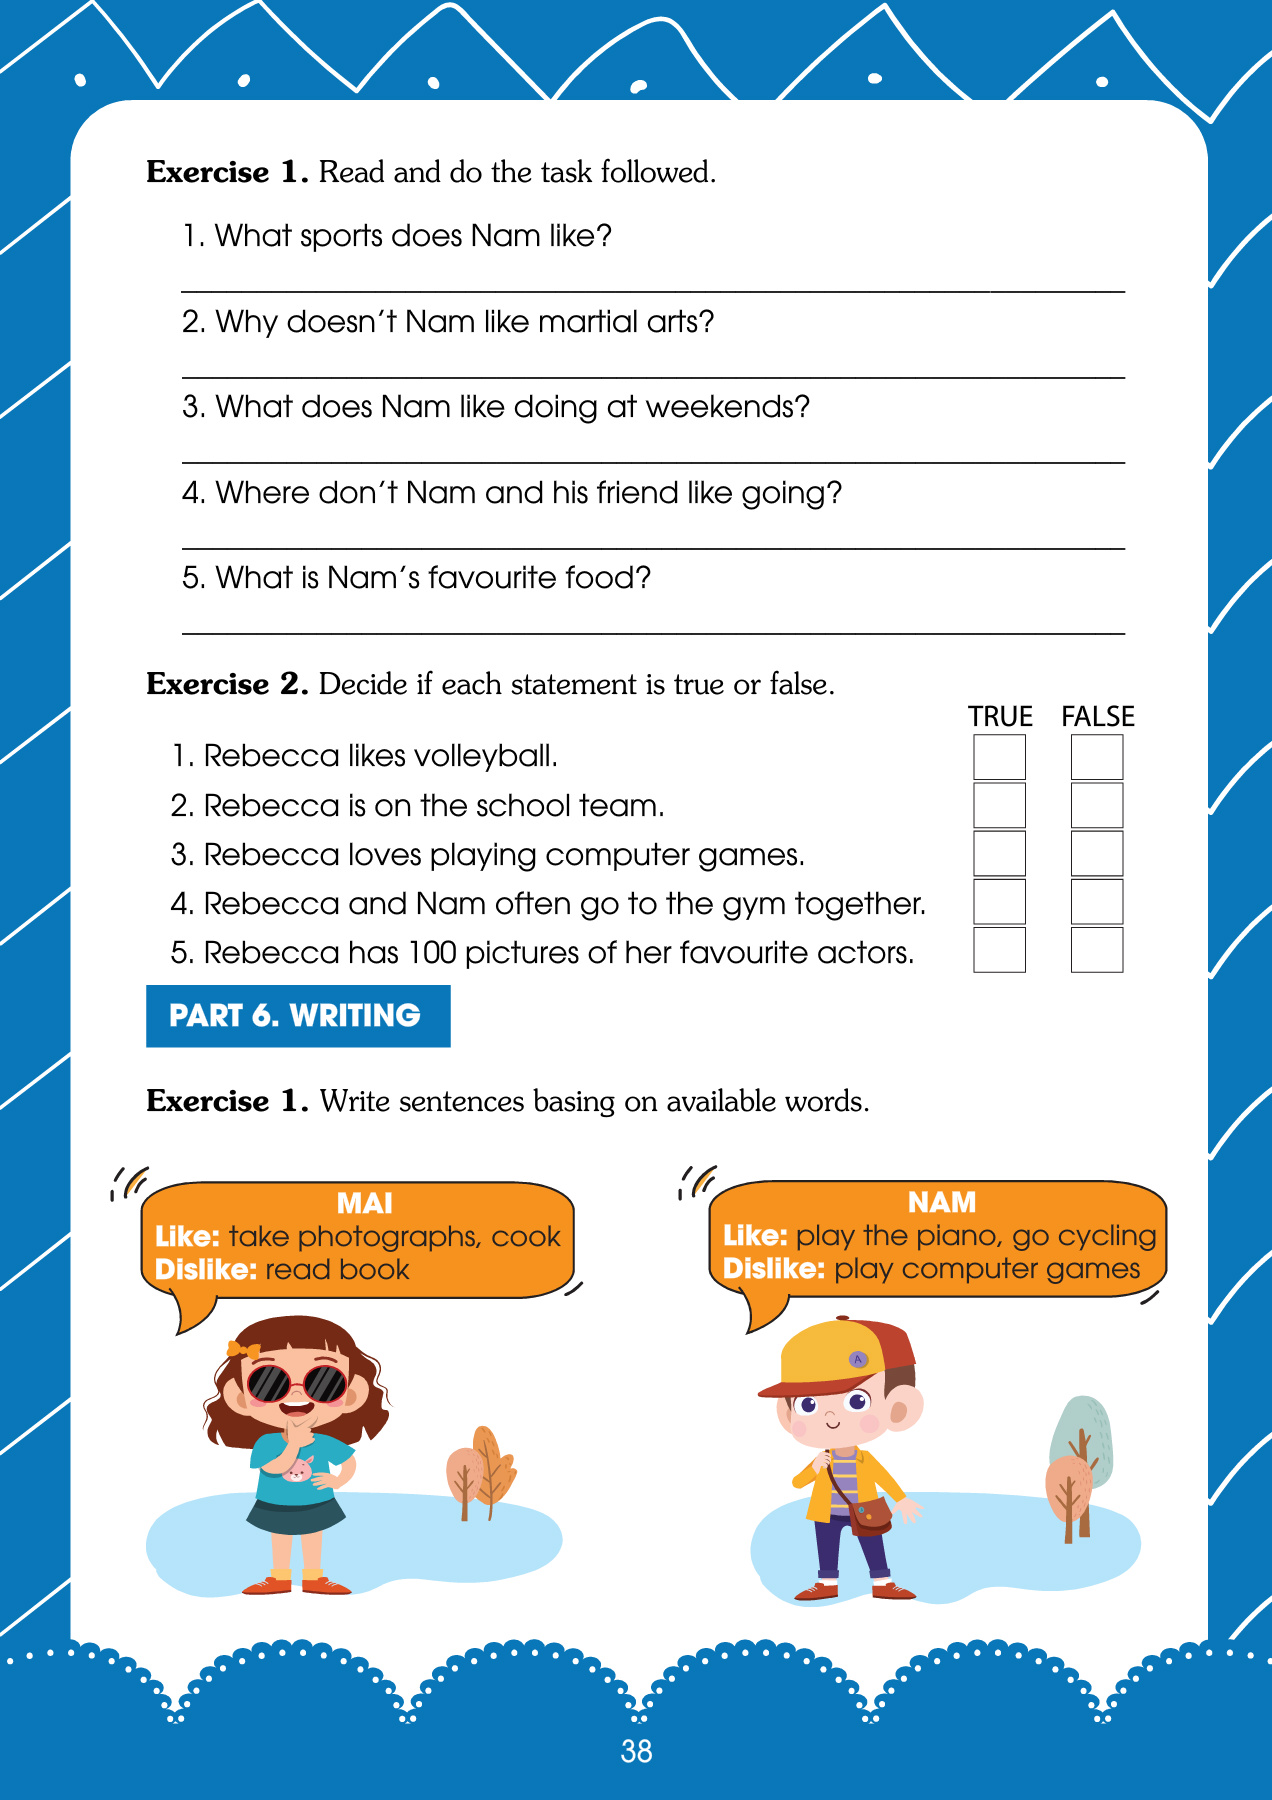 Exercise 1. Read and do the task followed.
1. What sports does Nam like?
2. Why doesn't Nam like martial arts?
3. What does Nam like doing at weekends?
4. Where don't Nam and his friend like going?
5. What is Nam's favourite food?
Exercise 2. Decide if each statement is true or false.
TRUE FALSE
1. Rebecca likes volleyball.
2. Rebecca is on the school team.
3. Rebecca loves playing computer games.
4. Rebecca and Nam often go to the gym together.
5. Rebecca has 100 pictures of her favourite actors.
PART 6. WRITING
Exercise 1. Write sentences basing on available words.
MAI
Like: take photographs, cook
Dislike: read book
NAM
Like: play the piano, go cycling
Dislike: play computer games
A
38